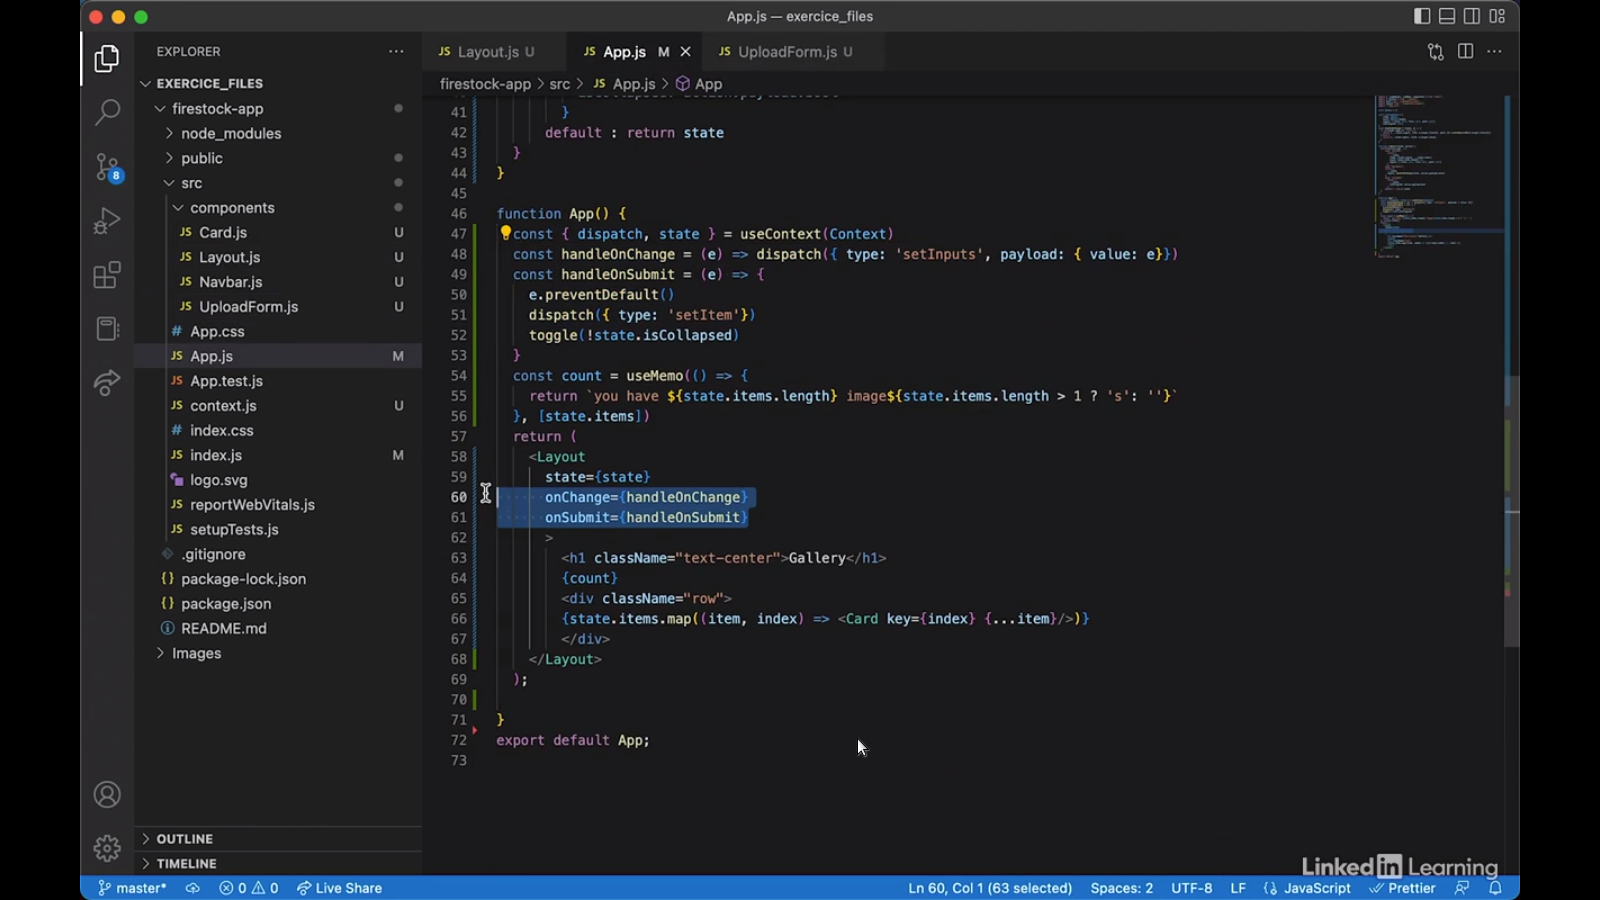 App.js — exercice_files
EXPLORER
EXERCICE_FILES
firestock-app
node_modules
public
src
components
JS Card.js U
JS Layout.js U
JS Navbar.js U
JS UploadForm.js U
# App.css
JS App.js M
JS App.test.js
JS context.js U
# index.css
JS index.js M
logo.svg
JS reportWebVitals.js
JS setupTests.js
.gitignore
{} package-lock.json
{} package.json
README.md
Images
OUTLINE
TIMELINE
8
JS Layout.js U
JS App.js M
JS UploadForm.js U
firestock-app > src > JS App.js > App
41 }
42 default : return state
43 }
44 }
45
46 function App() {
47 const { dispatch, state } = useContext(Context)
48 const handleOnChange = (e) => dispatch({ type: 'setInputs', payload: { value: e}})
49 const handleOnSubmit = (e) => {
50 e.preventDefault()
51 dispatch({ type: 'setItem'})
52 toggle(!state.isCollapsed)
53 }
54 const count = useMemo(() => {
55 return `you have ${state.items.length} image${state.items.length > 1 ? 's': ''}`
56 }, [state.items])
57 return (
58 <Layout
59 state={state}
60 onChange={handleOnChange}
61 onSubmit={handleOnSubmit}
62 >
63 <h1 className="text-center">Gallery</h1>
64 {count}
65 <div className="row">
66 {state.items.map((item, index) => <Card key={index} {...item}/>)}
67 </div>
68 </Layout>
69 );
70
71 }
72 export default App;
73
LinkedIn Learning
master* 0 0 Live Share Ln 60, Col 1 (63 selected) Spaces: 2 UTF-8 LF {} JavaScript Prettier